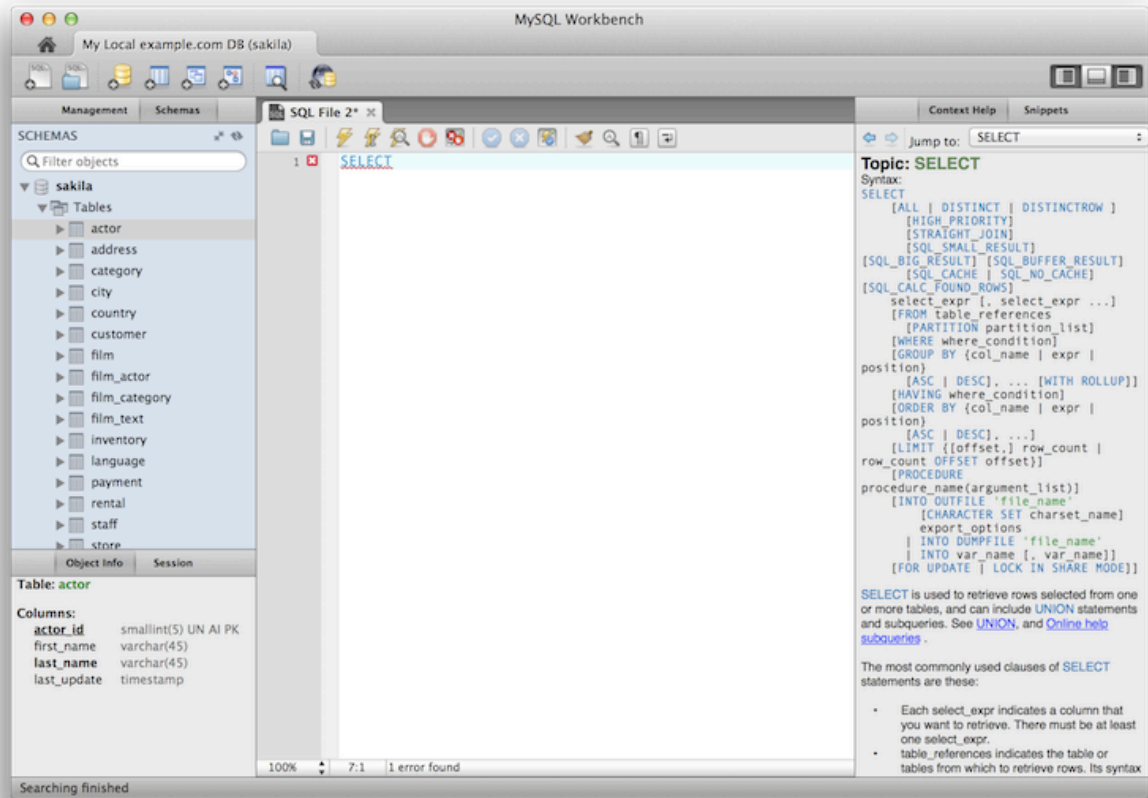 MySQL Workbench
My Local example.com DB (sakila)
Management Schemas
SCHEMAS
Filter objects
sakila
Tables
actor
address
category
city
country
customer
film
film_actor
film_category
film_text
inventory
language
payment
rental
staff
store
Object Info Session
Table: actor
Columns:
actor_id smallint(5) UN AI PK
first_name varchar(45)
last_name varchar(45)
last_update timestamp
SQL File 2*
1 SELECT
100% 7:1 1 error found
Context Help Snippets
Jump to: SELECT
Topic: SELECT
Syntax:
SELECT
[ALL | DISTINCT | DISTINCTROW ]
[HIGH_PRIORITY]
[STRAIGHT_JOIN]
[SQL_SMALL_RESULT]
[SQL_BIG_RESULT] [SQL_BUFFER_RESULT]
[SQL_CACHE | SQL_NO_CACHE]
[SQL_CALC_FOUND_ROWS]
select_expr [, select_expr ...]
[FROM table_references
[PARTITION partition_list]
[WHERE where_condition]
[GROUP BY {col_name | expr |
position}
[ASC | DESC], ... [WITH ROLLUP]]
[HAVING where_condition]
[ORDER BY {col_name | expr |
position}
[ASC | DESC], ...]
[LIMIT {[offset,] row_count |
row_count OFFSET offset}]
[PROCEDURE
procedure_name(argument_list)]
[INTO OUTFILE 'file_name'
[CHARACTER SET charset_name]
export_options
| INTO DUMPFILE 'file_name'
| INTO var_name [, var_name]]
[FOR UPDATE | LOCK IN SHARE MODE]]
SELECT is used to retrieve rows selected from one
or more tables, and can include UNION statements
and subqueries. See UNION, and Online help
subqueries .
The most commonly used clauses of SELECT
statements are these:
• Each select_expr indicates a column that
you want to retrieve. There must be at least
one select_expr.
• table_references indicates the table or
tables from which to retrieve rows. Its syntax
Searching finished